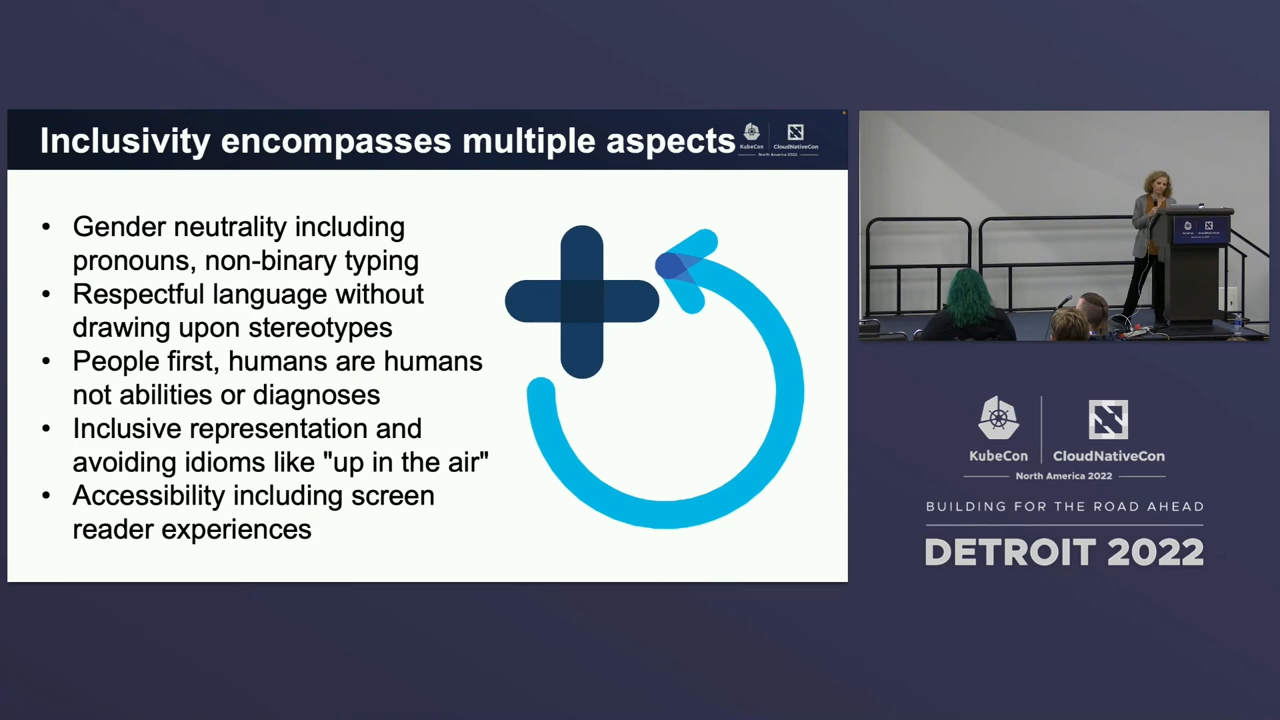 Inclusivity encompasses multiple aspects
KubeCon
CloudNativeCon
North America 2022
• Gender neutrality including
pronouns, non-binary typing
• Respectful language without
drawing upon stereotypes
• People first, humans are humans
not abilities or diagnoses
• Inclusive representation and
avoiding idioms like "up in the air"
• Accessibility including screen
reader experiences
KubeCon
CloudNativeCon
North America 2022
BUILDING FOR THE ROAD AHEAD
DETROIT 2022